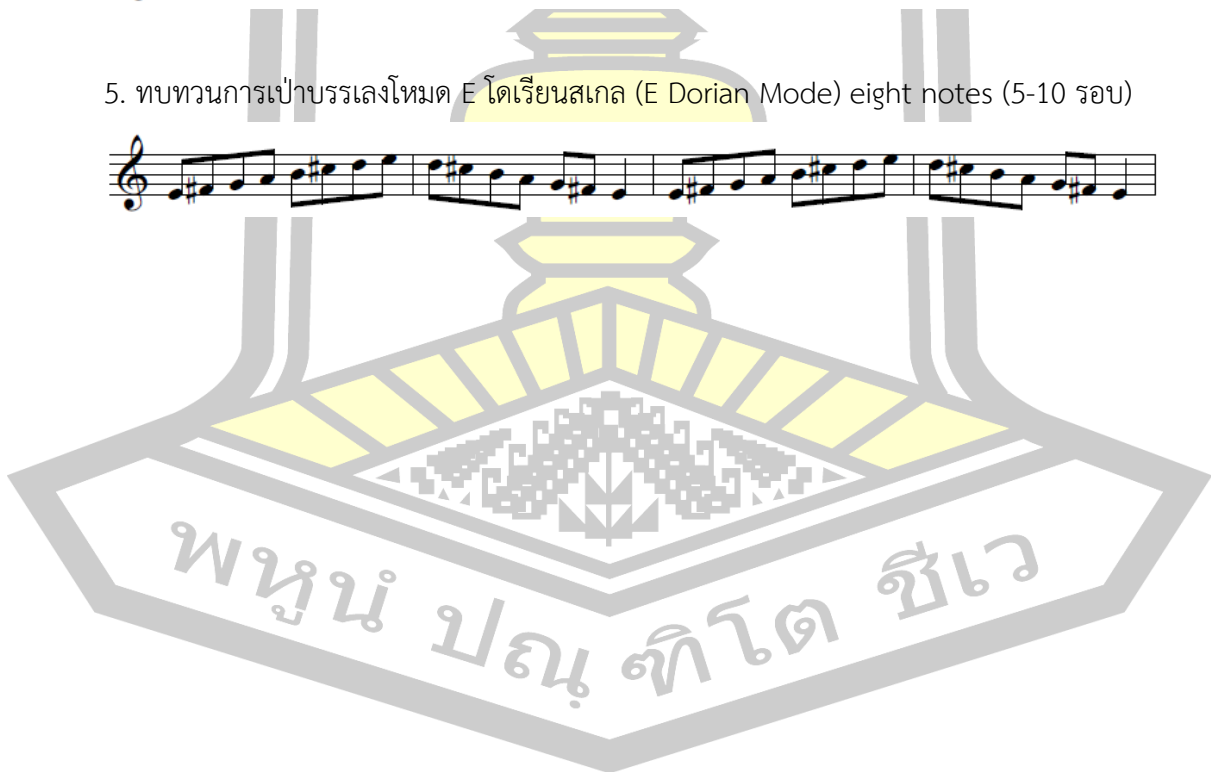 5. ทบทวนการเป่าบรรเลงโหมด E โดเรียนสเกล (E Dorian Mode) eight notes (5-10 รอบ)
พหูนํ ปณฺฑิโต ชีเว